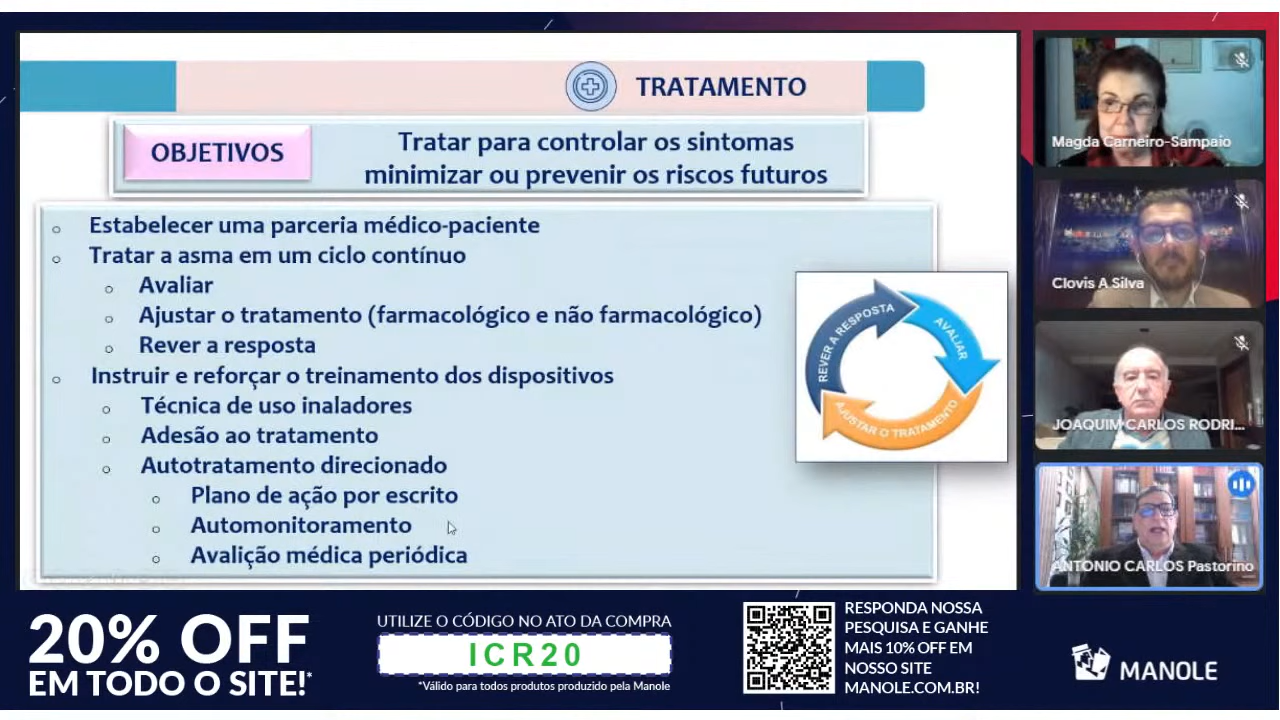 TRATAMENTO
OBJETIVOS
Tratar para controlar os sintomas
minimizar ou prevenir os riscos futuros
Estabelecer uma parceria médico-paciente
Tratar a asma em um ciclo contínuo
Avaliar
Ajustar o tratamento (farmacológico e não farmacológico)
Rever a resposta
Instruir e reforçar o treinamento dos dispositivos
Técnica de uso inaladores
Adesão ao tratamento
Autotratamento direcionado
Plano de ação por escrito
Automonitoramento
Avalição médica periódica
REVER A RESPOSTA
AVALIAR
AJUSTAR O TRATAMENTO
Magda Carneiro-Sampaio
Clovis A Silva
JOAQUIM CARLOS RODRI...
ANTONIO CARLOS Pastorino
20% OFF
EM TODO O SITE!*
UTILIZE O CÓDIGO NO ATO DA COMPRA
ICR20
*Válido para todos produtos produzido pela Manole
RESPONDA NOSSA
PESQUISA E GANHE
MAIS 10% OFF EM
NOSSO SITE
MANOLE.COM.BR!
MANOLE